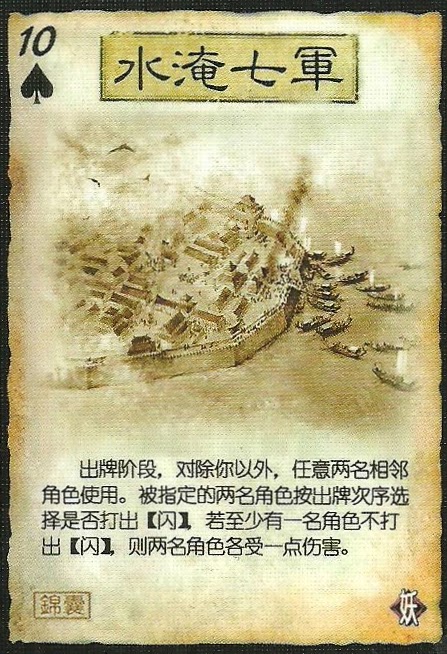 10
水淹七軍
出牌阶段，对除你以外，任意两名相邻
角色使用。被指定的两名角色按出牌次序选
择是否打出【闪】，若至少有一名角色不打
出【闪】，则两名角色各受一点伤害。
錦囊
妖